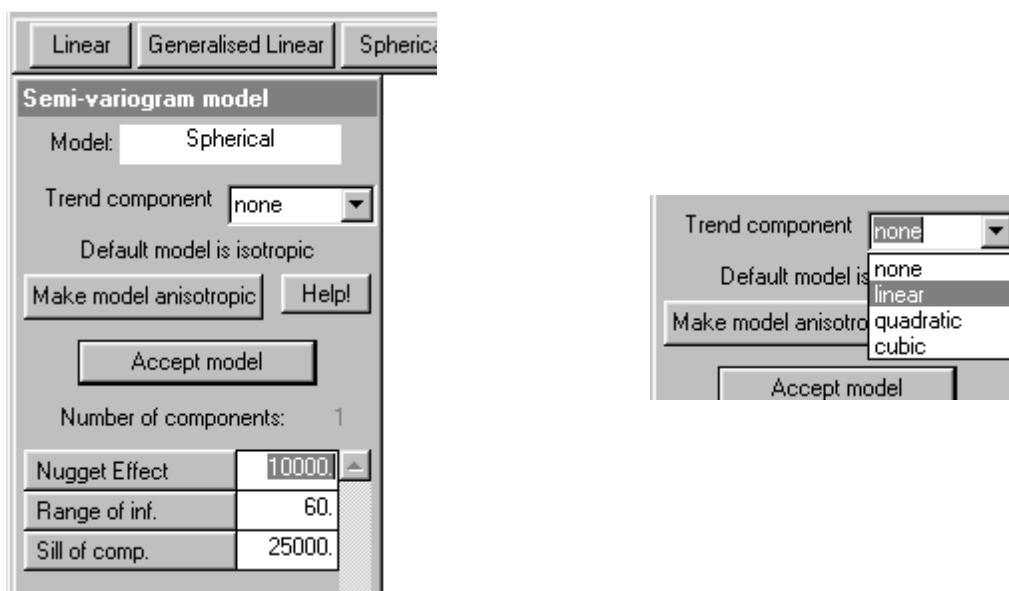 Linear Generalised Linear Spherica
Semi-variogram model
Model: Spherical
Trend component none
Default model is isotropic
Make model anisotropic Help!
Accept model
Number of components: 1
Nugget Effect 10000.
Range of inf. 60.
Sill of comp. 25000.
Trend component none
Default model is none
linear
Make model anisotro quadratic
cubic
Accept model